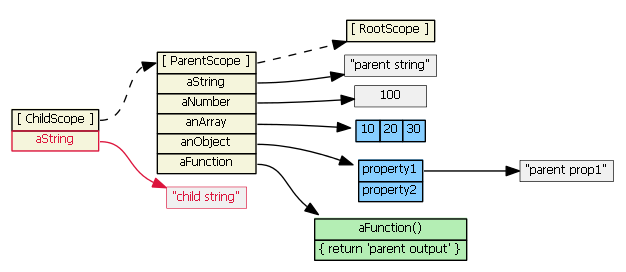 [ RootScope ]
[ ParentScope ]
aString
"parent string"
aNumber
100
anArray
10 20 30
anObject
aFunction
[ ChildScope ]
aString
"child string"
property1
property2
"parent prop1"
aFunction()
{ return 'parent output' }